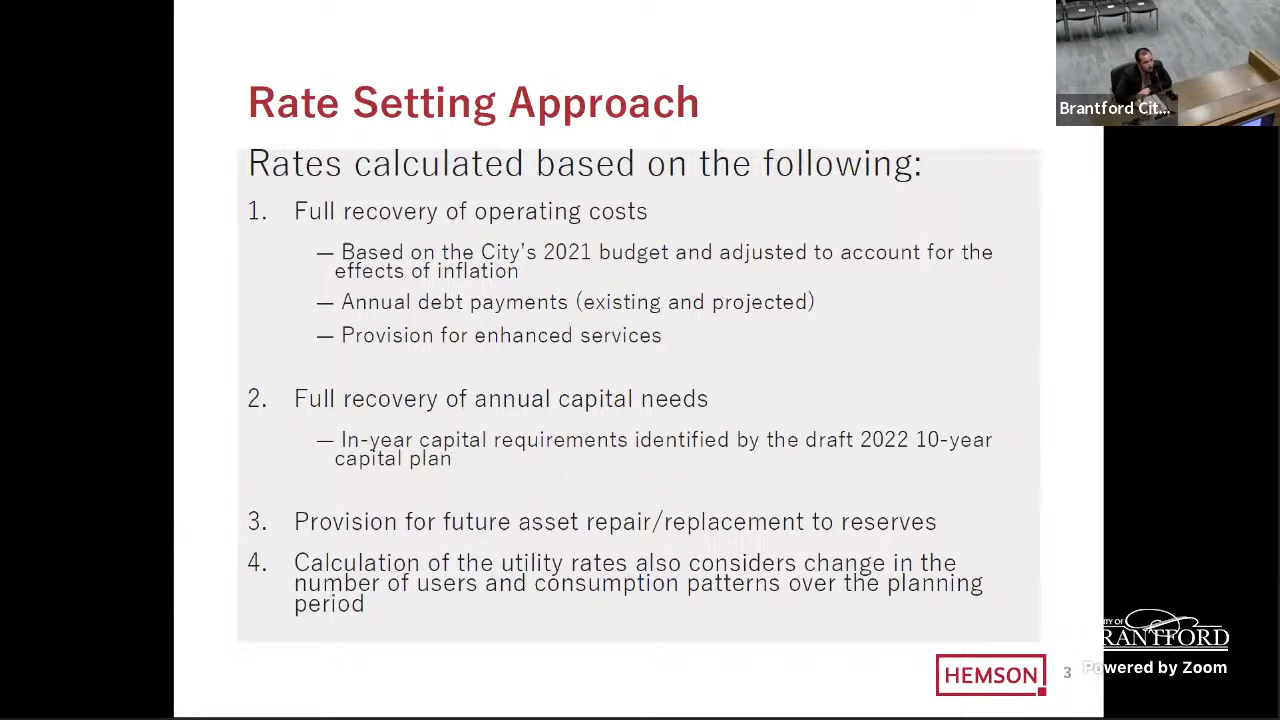 Rate Setting Approach
Rates calculated based on the following:
1. Full recovery of operating costs
— Based on the City's 2021 budget and adjusted to account for the
effects of inflation
— Annual debt payments (existing and projected)
— Provision for enhanced services
2. Full recovery of annual capital needs
— In-year capital requirements identified by the draft 2022 10-year
capital plan
3. Provision for future asset repair/replacement to reserves
4. Calculation of the utility rates also considers change in the
number of users and consumption patterns over the planning
period
HEMSON
3
Brantford Cit...
ITY OF
RANTFORD
Powered by Zoom